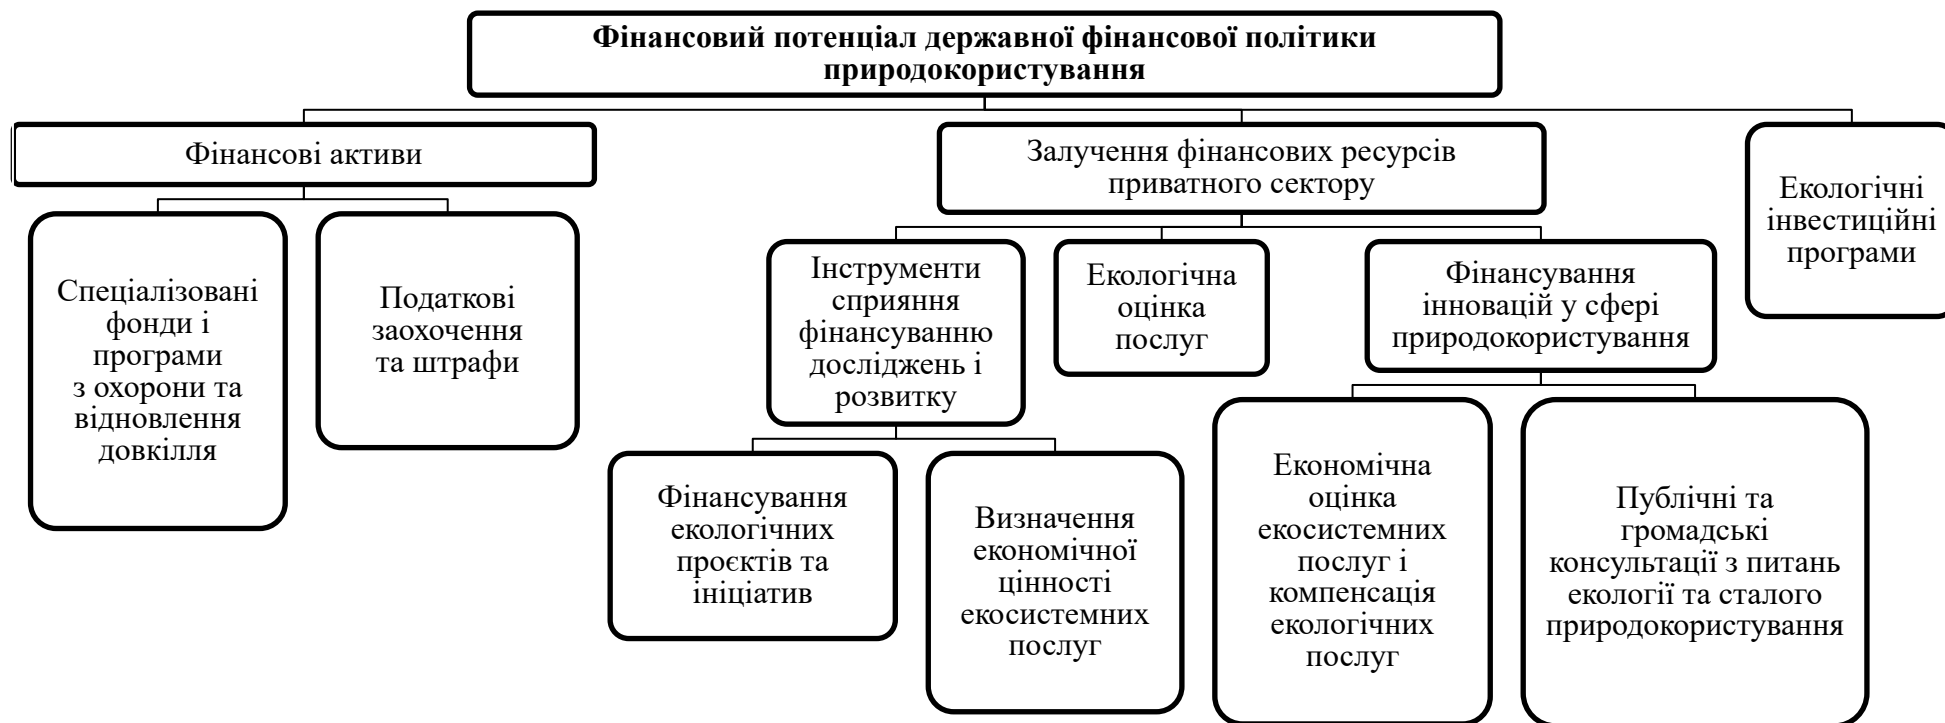 Фінансовий потенціал державної фінансової політики
природокористування
Фінансові активи
Залучення фінансових ресурсів
приватного сектору
Екологічні
інвестиційні
програми
Спеціалізовані
фонди і
програми
з охорони та
відновлення
довкілля
Податкові
заохочення
та штрафи
Інструменти
сприяння
фінансуванню
досліджень і
розвитку
Екологічна
оцінка
послуг
Фінансування
інновацій у сфері
природокористування
Фінансування
екологічних
проєктів та
ініціатив
Визначення
економічної
цінності
екосистемних
послуг
Економічна
оцінка
екосистемних
послуг і
компенсація
екологічних
послуг
Публічні та
громадські
консультації з питань
екології та сталого
природокористування